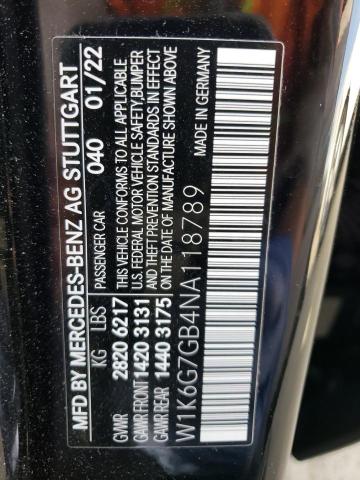 MFD BY MERCEDES-BENZ AG STUTTGART
PASSENGER CAR 040 01/22
KG LBS
GVWR 2820 6217
GAWR FRONT 1420 3131
GAWR REAR 1440 3175
THIS VEHICLE CONFORMS TO ALL APPLICABLE
U.S. FEDERAL MOTOR VEHICLE SAFETY,BUMPER,
AND THEFT PREVENTION STANDARDS IN EFFECT
ON THE DATE OF MANUFACTURE SHOWN ABOVE.
W1K6G7GB4NA118789
MADE IN GERMANY